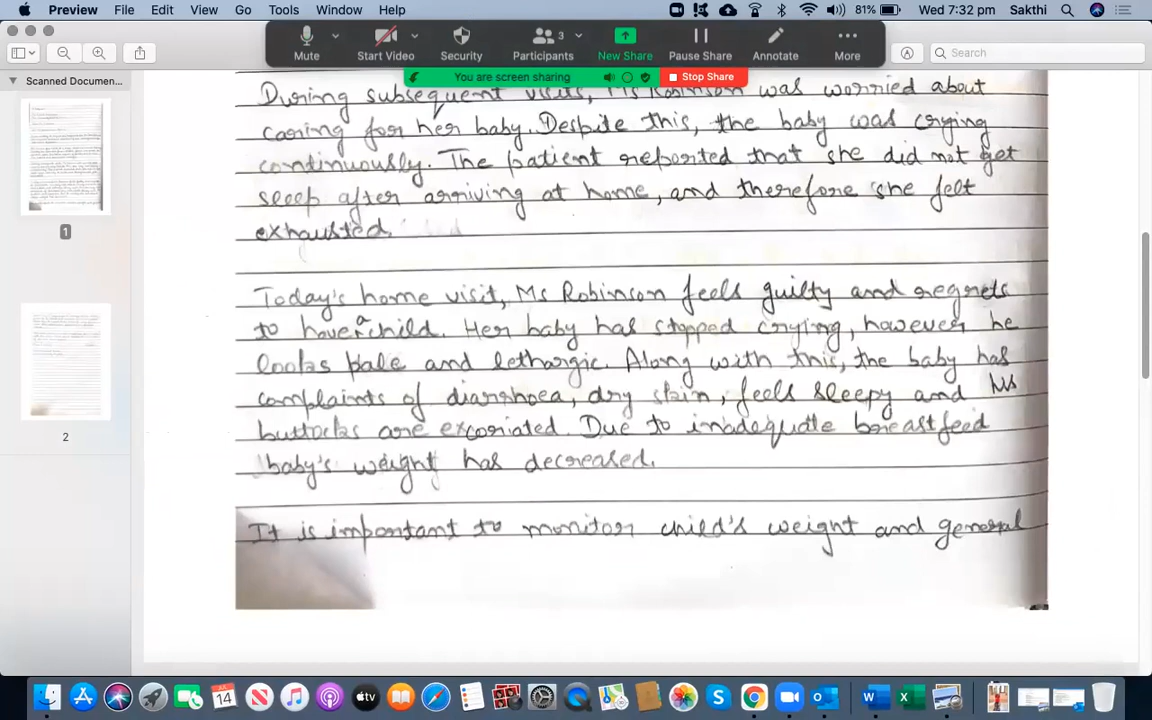 Preview File Edit View Go Tools Window Help 81% Wed 7:32 pm Sakthi
Mute Start Video Security Participants 3 New Share Pause Share Annotate More
Search
You are screen sharing Stop Share
Scanned Documen...
1
2
During subsequent visits, Ms Robinson was worried about
caring for her baby. Despite this, the baby was crying
continuously. The patient reported that she did not get
sleep after arriving at home, and therefore she felt
exhausted.
Today's home visit, Ms Robinson feels guilty and regrets
to have a child. Her baby has stopped crying, however he
looks pale and lethargic. Along with this, the baby has
complaints of diarrhoea, dry skin, feels sleepy and his
buttocks are excoriated. Due to inadequate breastfeed
baby's weight has decreased.
It is important to monitor child's weight and general
JUL
14
tv